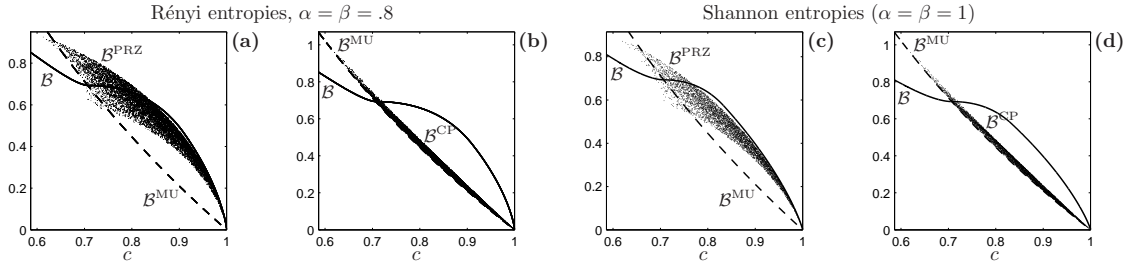 Rényi entropies, α = β = .8
Shannon entropies (α = β = 1)
(a)
0.8
0.6
0.4
0.2
0
0.6 0.7 0.8 0.9 1
c
B
B^PRZ
B^MU
(b)
1
0.8
0.6
0.4
0.2
0
0.6 0.7 0.8 0.9 1
c
B^MU
B
B^CP
(c)
0.8
0.6
0.4
0.2
0
0.6 0.7 0.8 0.9 1
c
B
B^PRZ
B^MU
(d)
1
0.8
0.6
0.4
0.2
0
0.6 0.7 0.8 0.9 1
c
B^MU
B
B^CP